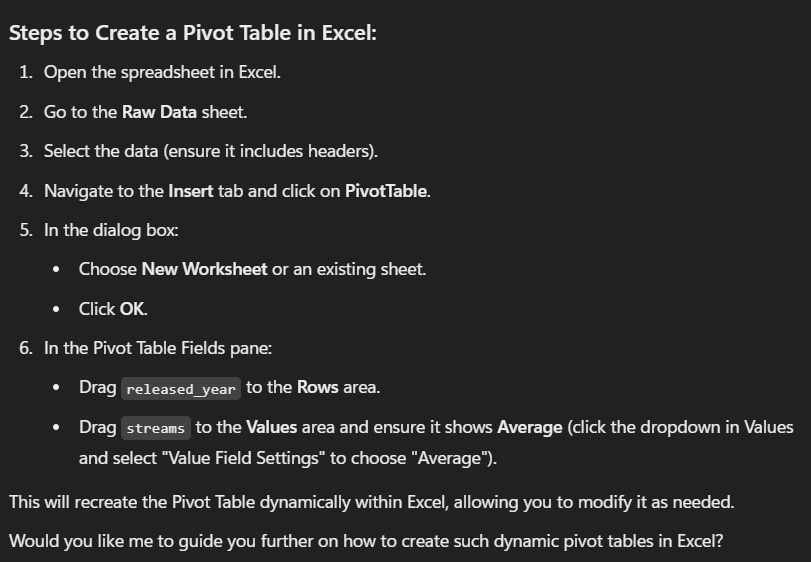 Steps to Create a Pivot Table in Excel:
1. Open the spreadsheet in Excel.
2. Go to the Raw Data sheet.
3. Select the data (ensure it includes headers).
4. Navigate to the Insert tab and click on PivotTable.
5. In the dialog box:
• Choose New Worksheet or an existing sheet.
• Click OK.
6. In the Pivot Table Fields pane:
• Drag released_year to the Rows area.
• Drag streams to the Values area and ensure it shows Average (click the dropdown in Values
and select "Value Field Settings" to choose "Average").
This will recreate the Pivot Table dynamically within Excel, allowing you to modify it as needed.
Would you like me to guide you further on how to create such dynamic pivot tables in Excel?